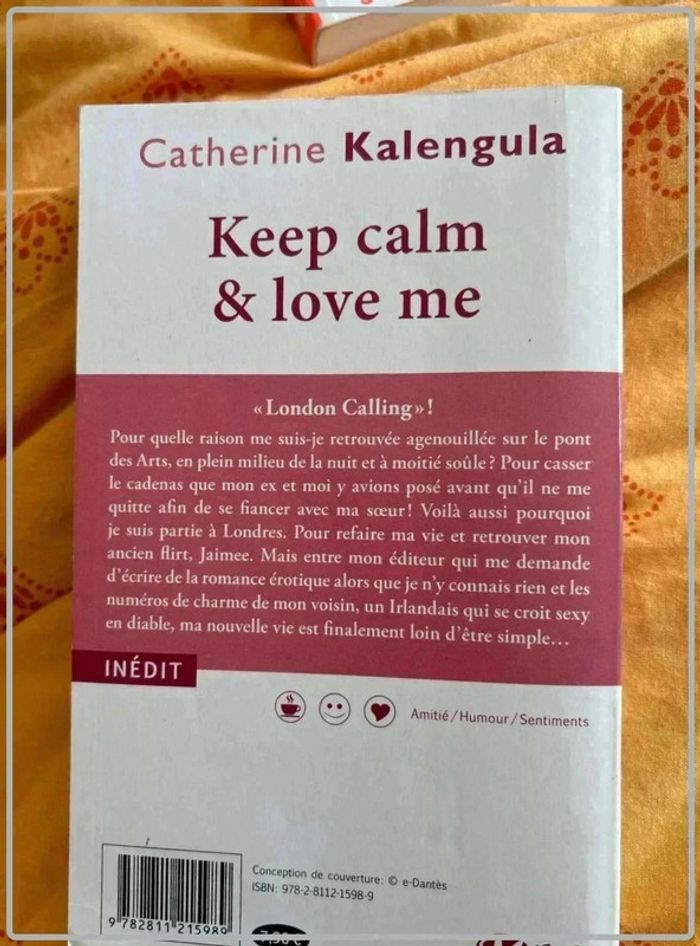 Catherine Kalengula
Keep calm
& love me
«London Calling»!
Pour quelle raison me suis-je retrouvée agenouillée sur le pont
des Arts, en plein milieu de la nuit et à moitié soûle? Pour casser
le cadenas que mon ex et moi y avions posé avant qu'il ne me
quitte afin de se fiancer avec ma sœur! Voilà aussi pourquoi
je suis partie à Londres. Pour refaire ma vie et retrouver mon
ancien flirt, Jaimee. Mais entre mon éditeur qui me demande
d'écrire de la romance érotique alors que je n'y connais rien et les
numéros de charme de mon voisin, un Irlandais qui se croit sexy
en diable, ma nouvelle vie est finalement loin d'être simple…
INÉDIT
Amitié/Humour/Sentiments
Conception de couverture: © e-Dantès
ISBN: 978-2-8112-1598-9
9 782811 215989
7,90 €